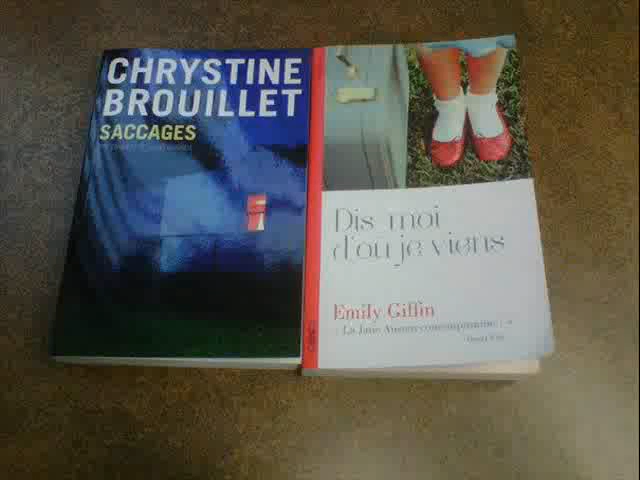 CHRYSTINE
BROUILLET
SACCAGES
Dis-moi
d'où je viens
Emily Giffin
« La Jane Austen contemporaine. »